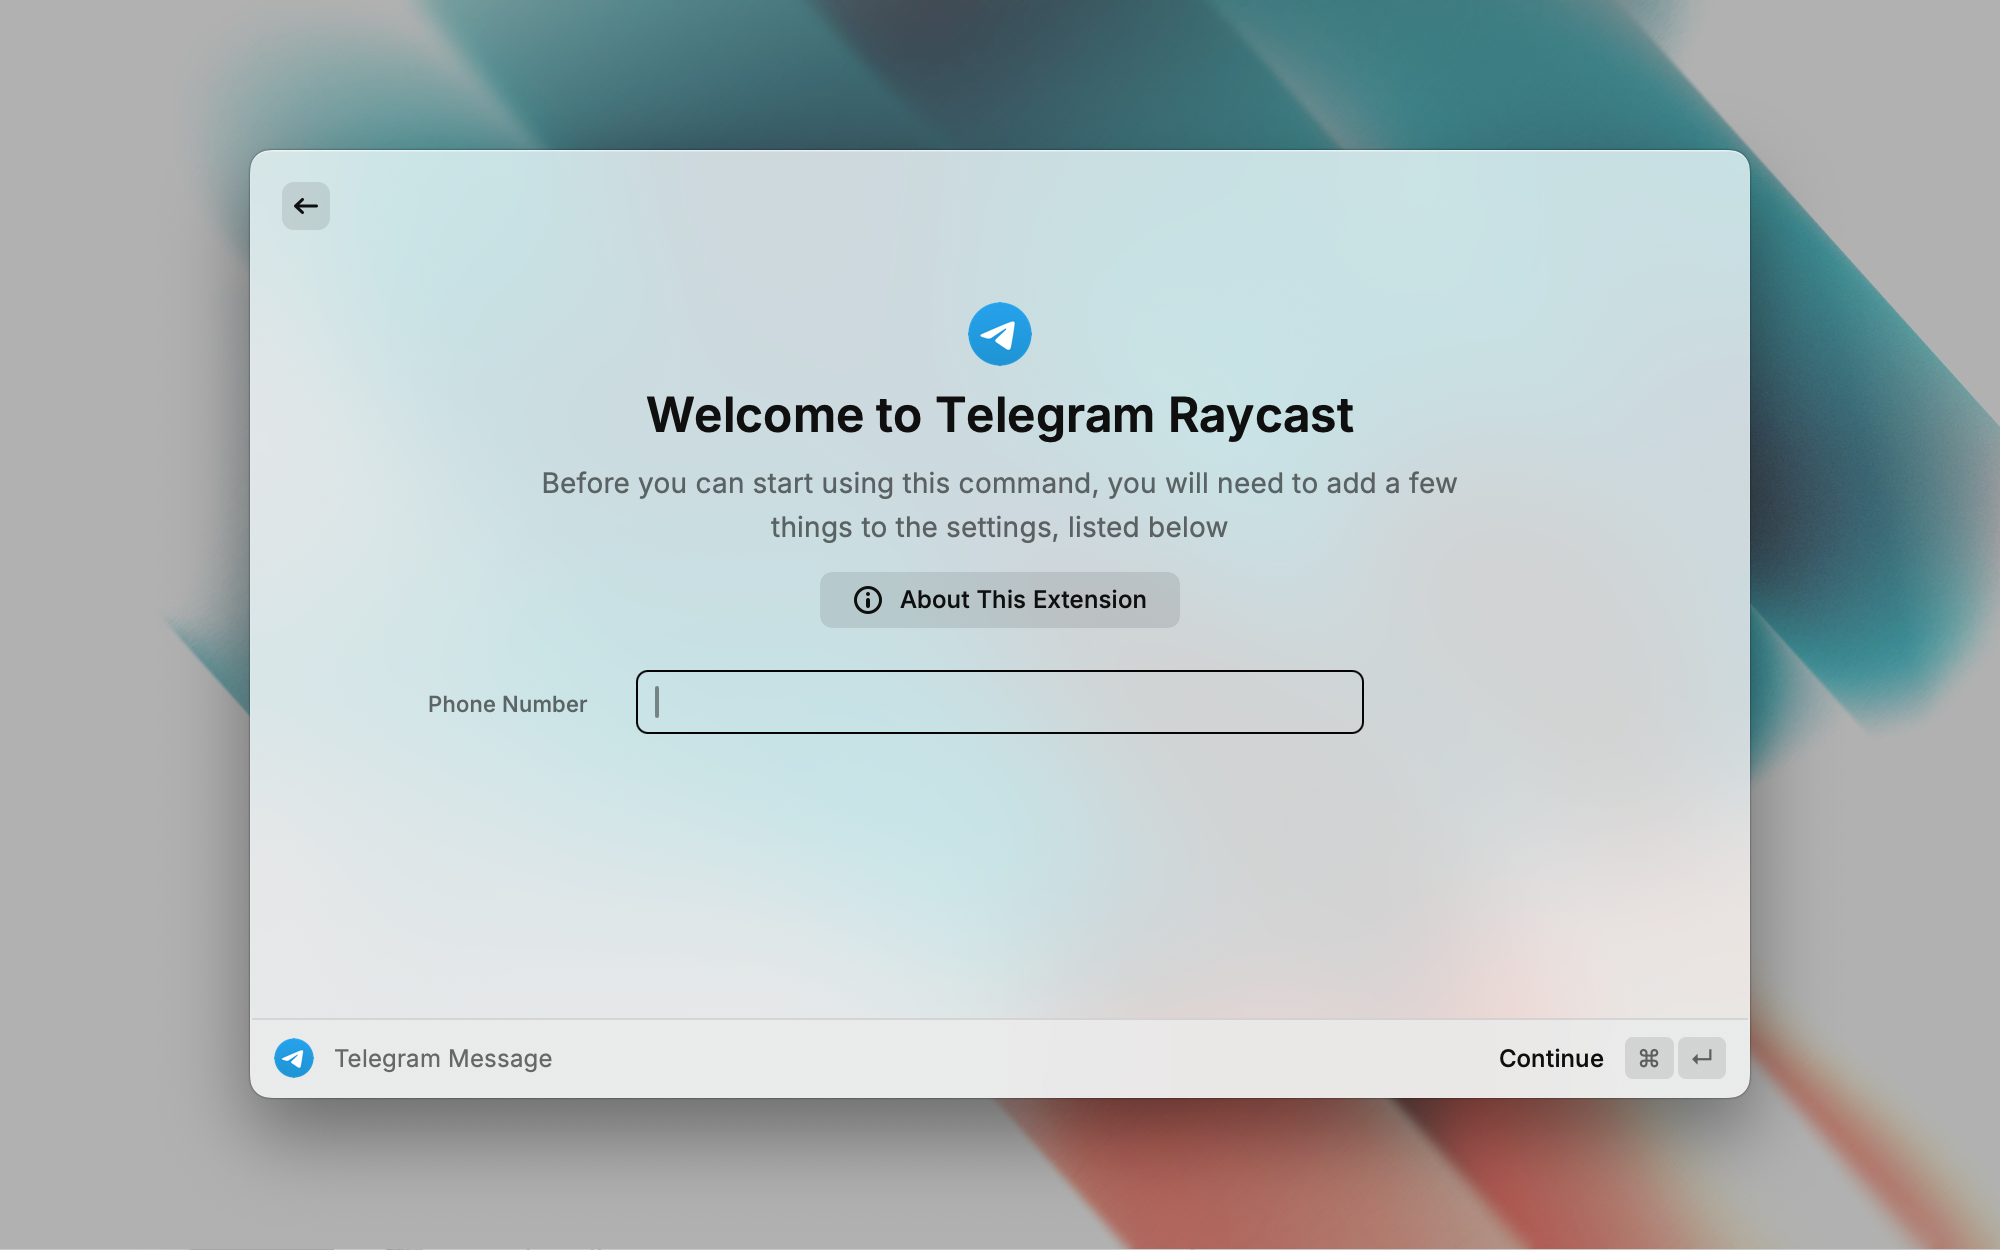 Welcome to Telegram Raycast
Before you can start using this command, you will need to add a few
things to the settings, listed below
About This Extension
Phone Number
Telegram Message
Continue ⌘ ↵